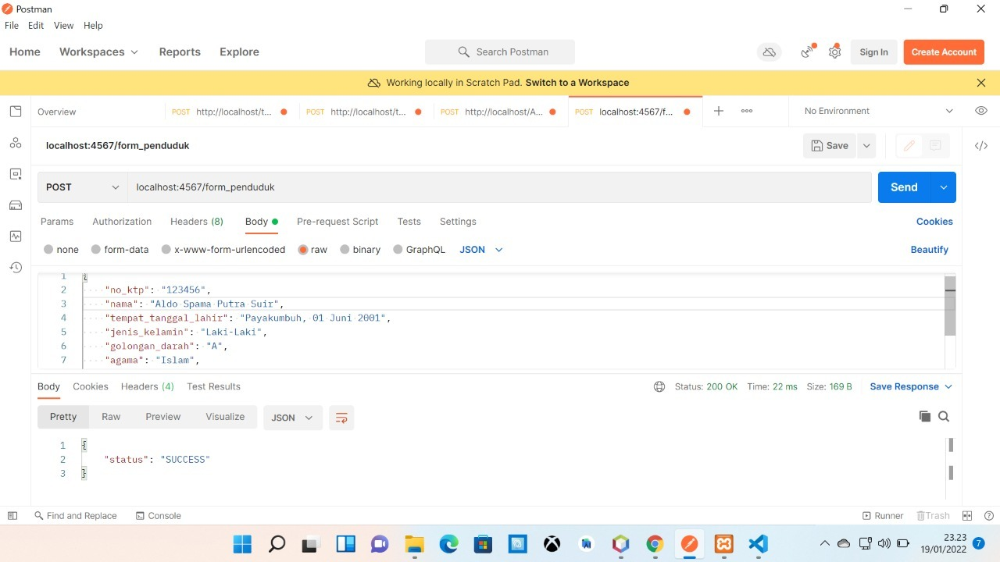 Postman
File Edit View Help
Home Workspaces Reports Explore Search Postman Sign In Create Account
Working locally in Scratch Pad. Switch to a Workspace
Overview POST http://localhost/t... POST http://localhost/t... POST http://localhost/A... POST localhost:4567/f... No Environment
localhost:4567/form_penduduk Save
POST localhost:4567/form_penduduk Send
Params Authorization Headers (8) Body Pre-request Script Tests Settings Cookies
none form-data x-www-form-urlencoded raw binary GraphQL JSON Beautify
1 {
2 "no_ktp": "123456",
3 "nama": "Aldo Spama Putra Suir",
4 "tempat_tanggal_lahir": "Payakumbuh, 01 Juni 2001",
5 "jenis_kelamin": "Laki-Laki",
6 "golongan_darah": "A",
7 "agama": "Islam",
Body Cookies Headers (4) Test Results Status: 200 OK Time: 22 ms Size: 169 B Save Response
Pretty Raw Preview Visualize JSON
1 {
2 "status": "SUCCESS"
3 }
Find and Replace Console Runner Trash
23.23
19/01/2022 7